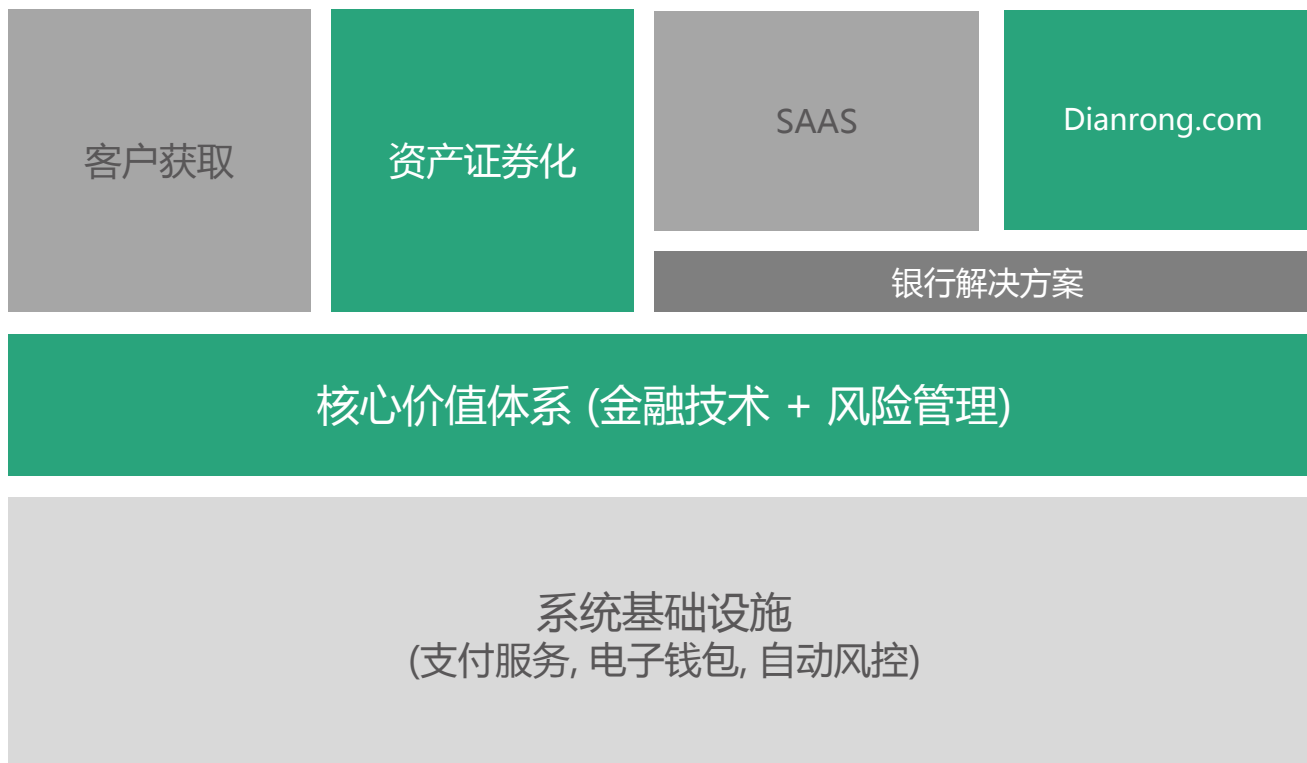 客户获取
资产证券化
SAAS
Dianrong.com
银行解决方案
核心价值体系 (金融技术 + 风险管理)
系统基础设施
(支付服务, 电子钱包, 自动风控)